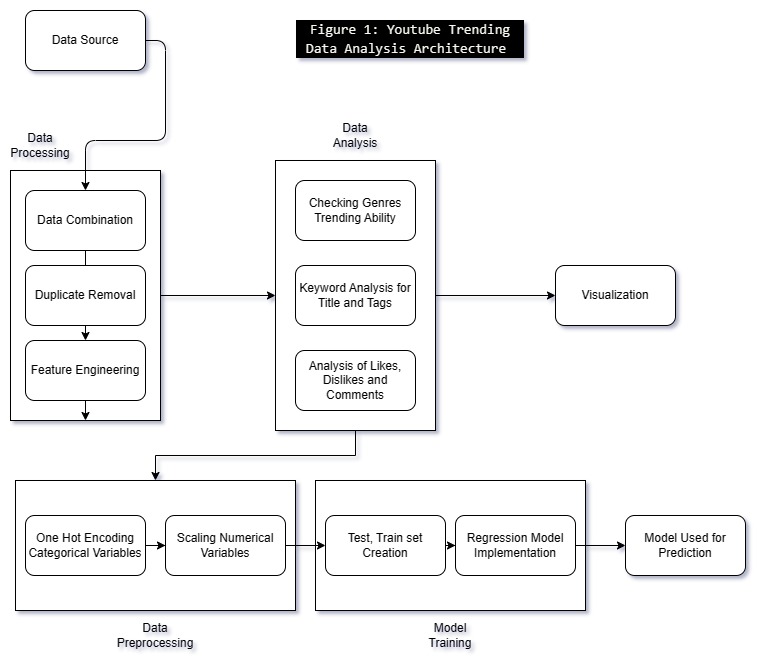 Data Source
Figure 1: Youtube Trending
Data Analysis Architecture
Data
Processing
Data Combination
Duplicate Removal
Feature Engineering
Data
Analysis
Checking Genres
Trending Ability
Keyword Analysis for
Title and Tags
Analysis of Likes,
Dislikes and
Comments
Visualization
One Hot Encoding
Categorical Variables
Scaling Numerical
Variables
Data
Preprocessing
Test, Train set
Creation
Regression Model
Implementation
Model
Training
Model Used for
Prediction